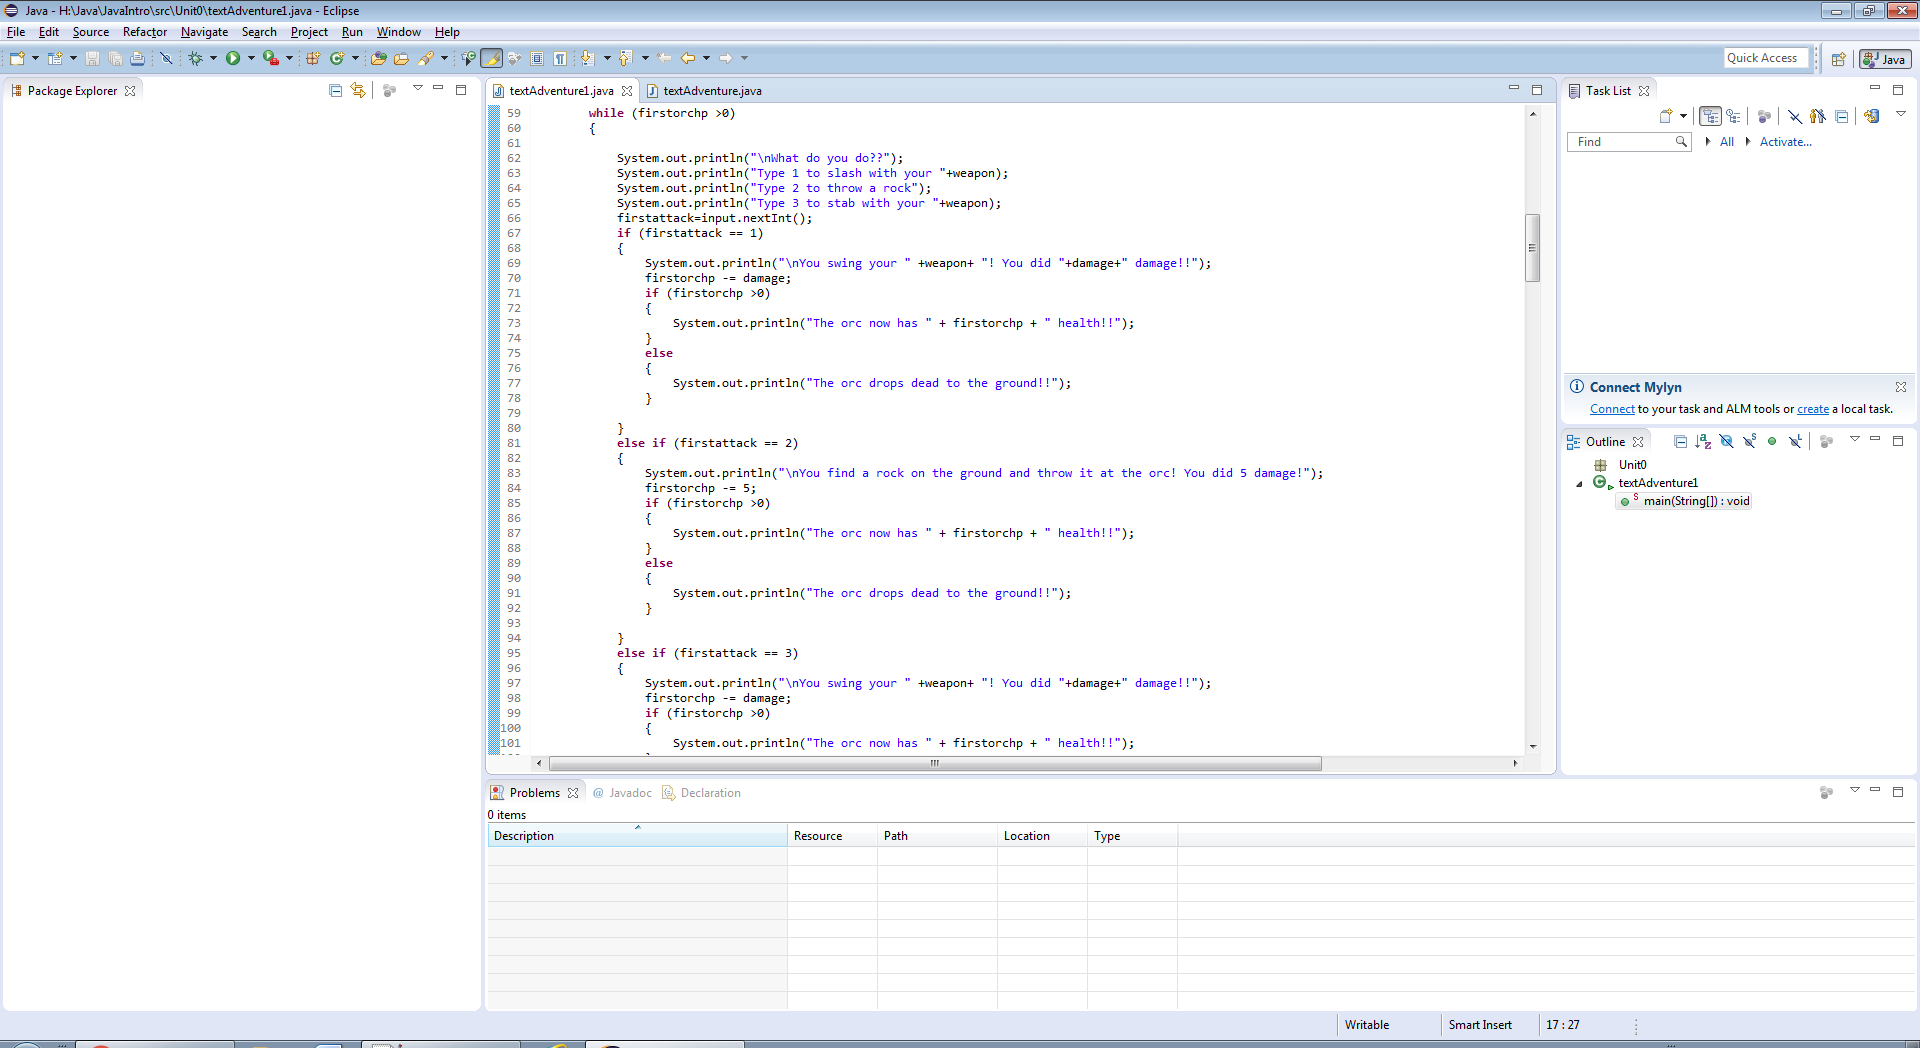 Java - H:\Java\JavaIntro\src\Unit0\textAdventure1.java - Eclipse
File Edit Source Refactor Navigate Search Project Run Window Help
Quick Access
Java
Package Explorer
textAdventure1.java
textAdventure.java
59 while (firstorchp >0)
60 {
61
62 System.out.println("\nWhat do you do??");
63 System.out.println("Type 1 to slash with your "+weapon);
64 System.out.println("Type 2 to throw a rock");
65 System.out.println("Type 3 to stab with your "+weapon);
66 firstattack=input.nextInt();
67 if (firstattack == 1)
68 {
69 System.out.println("\nYou swing your " +weapon+ "! You did "+damage+" damage!!");
70 firstorchp -= damage;
71 if (firstorchp >0)
72 {
73 System.out.println("The orc now has " + firstorchp + " health!!");
74 }
75 else
76 {
77 System.out.println("The orc drops dead to the ground!!");
78 }
79
80 }
81 else if (firstattack == 2)
82 {
83 System.out.println("\nYou find a rock on the ground and throw it at the orc! You did 5 damage!");
84 firstorchp -= 5;
85 if (firstorchp >0)
86 {
87 System.out.println("The orc now has " + firstorchp + " health!!");
88 }
89 else
90 {
91 System.out.println("The orc drops dead to the ground!!");
92 }
93
94 }
95 else if (firstattack == 3)
96 {
97 System.out.println("\nYou swing your " +weapon+ "! You did "+damage+" damage!!");
98 firstorchp -= damage;
99 if (firstorchp >0)
100 {
101 System.out.println("The orc now has " + firstorchp + " health!!");
Task List
Find
All
Activate...
Connect Mylyn
Connect to your task and ALM tools or create a local task.
Outline
Unit0
textAdventure1
main(String[]) : void
Problems
@ Javadoc
Declaration
0 items
Description Resource Path Location Type
Writable
Smart Insert
17 : 27